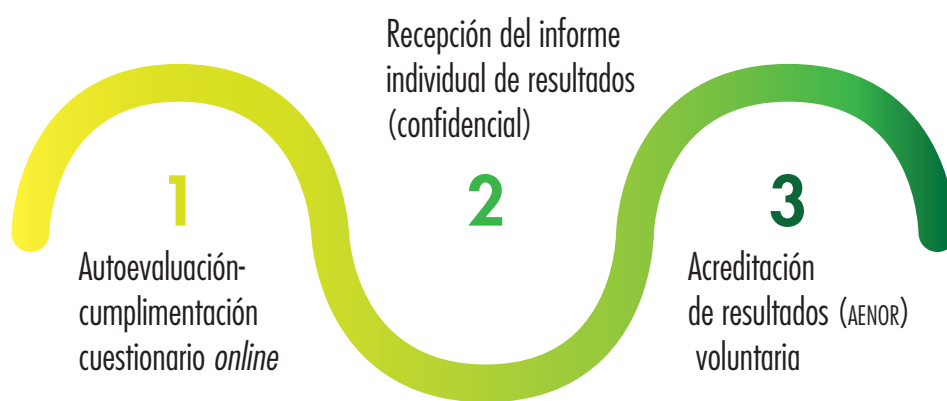 1
Autoevaluación-
cumplimentación
cuestionario online
Recepción del informe
individual de resultados
(confidencial)
2
3
Acreditación
de resultados (AENOR)
voluntaria